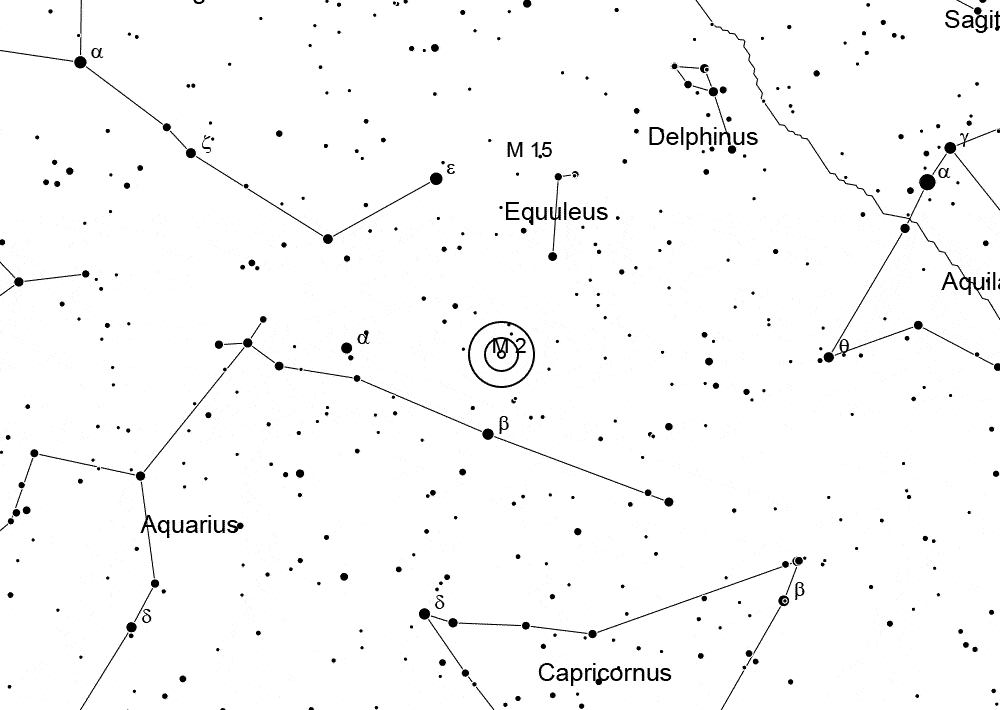 Sagit
α
Delphinus
γ
ζ
M 15
ε
α
Equuleus
Aquila
α
M 2
θ
β
Aquarius
β
δ
δ
Capricornus